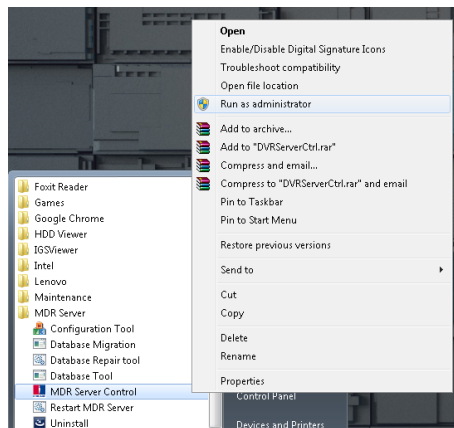 Open
Enable/Disable Digital Signature Icons
Troubleshoot compatibility
Open file location
Run as administrator
Add to archive...
Add to "DVRServerCtrl.rar"
Compress and email...
Compress to "DVRServerCtrl.rar" and email
Pin to Taskbar
Pin to Start Menu
Restore previous versions
Send to
Cut
Copy
Delete
Rename
Properties
Foxit Reader
Games
Google Chrome
HDD Viewer
IGSViewer
Intel
Lenovo
Maintenance
MDR Server
Configuration Tool
Database Migration
Database Repair tool
Database Tool
MDR Server Control
Restart MDR Server
Uninstall
Control Panel
Devices and Printers